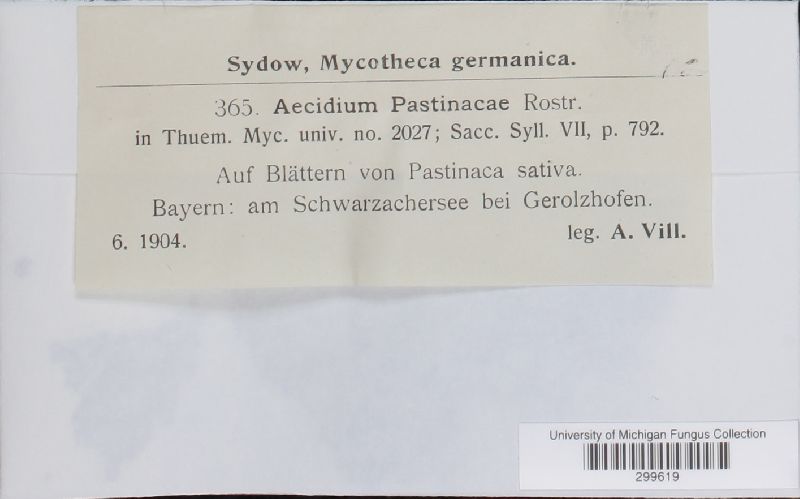 Sydow, Mycotheca germanica.
365. Aecidium Pastinacae Rostr.
in Thuem. Myc. univ. no. 2027; Sacc. Syll. VII, p. 792.
Auf Blättern von Pastinaca sativa.
Bayern: am Schwarzachersee bei Gerolzhofen.
6. 1904.
leg. A. Vill.
University of Michigan Fungus Collection
299619